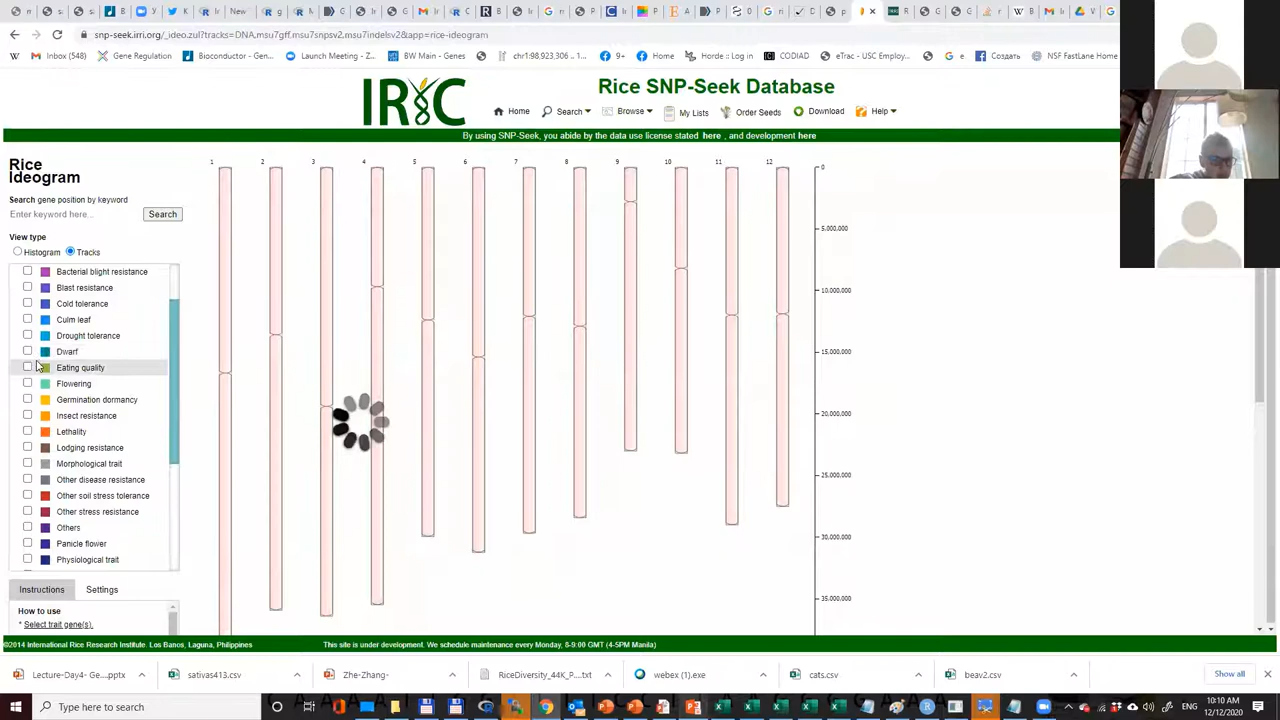 snp-seek.irri.org/_ideo.zul?tracks=DNA.msu7gff.msu7snpsv2.msu7indelsv2&app=rice-ideogram
Inbox (548)
Gene Regulation
Bioconductor - Gen...
Launch Meeting - Z...
BW Main - Genes
chr1:98,923,306 ...
9+
Home
Horde :: Log in
CODIAD
eTrac - USC Employ...
Создать
NSF FastLane Home
IRIC
Rice SNP-Seek Database
Home
Search
Browse
My Lists
Order Seeds
Download
Help
By using SNP-Seek, you abide by the data use license stated here , and development here
Rice
Ideogram
Search gene position by keyword
Enter keyword here...
Search
View type
Histogram
Tracks
Bacterial blight resistance
Blast resistance
Cold tolerance
Culm leaf
Drought tolerance
Dwarf
Eating quality
Flowering
Germination dormancy
Insect resistance
Lethality
Lodging resistance
Morphological trait
Other disease resistance
Other soil stress tolerance
Other stress resistance
Others
Panicle flower
Physiological trait
Instructions
Settings
How to use
* Select trait gene(s).
1 2 3 4 5 6 7 8 9 10 11 12
0
5,000,000
10,000,000
15,000,000
20,000,000
25,000,000
30,000,000
35,000,000
©2014 International Rice Research Institute. Los Banos, Laguna, Philippines
This site is under development. We schedule maintenance every Monday, 8-9:00 GMT (4-5PM Manila)
Lecture-Day4- Ge....pptx
sativas413.csv
Zhe-Zhang-
RiceDiversity_44K_P....txt
webex (1).exe
cats.csv
beav2.csv
Show all
Type here to search
10:10 AM
12/12/2020